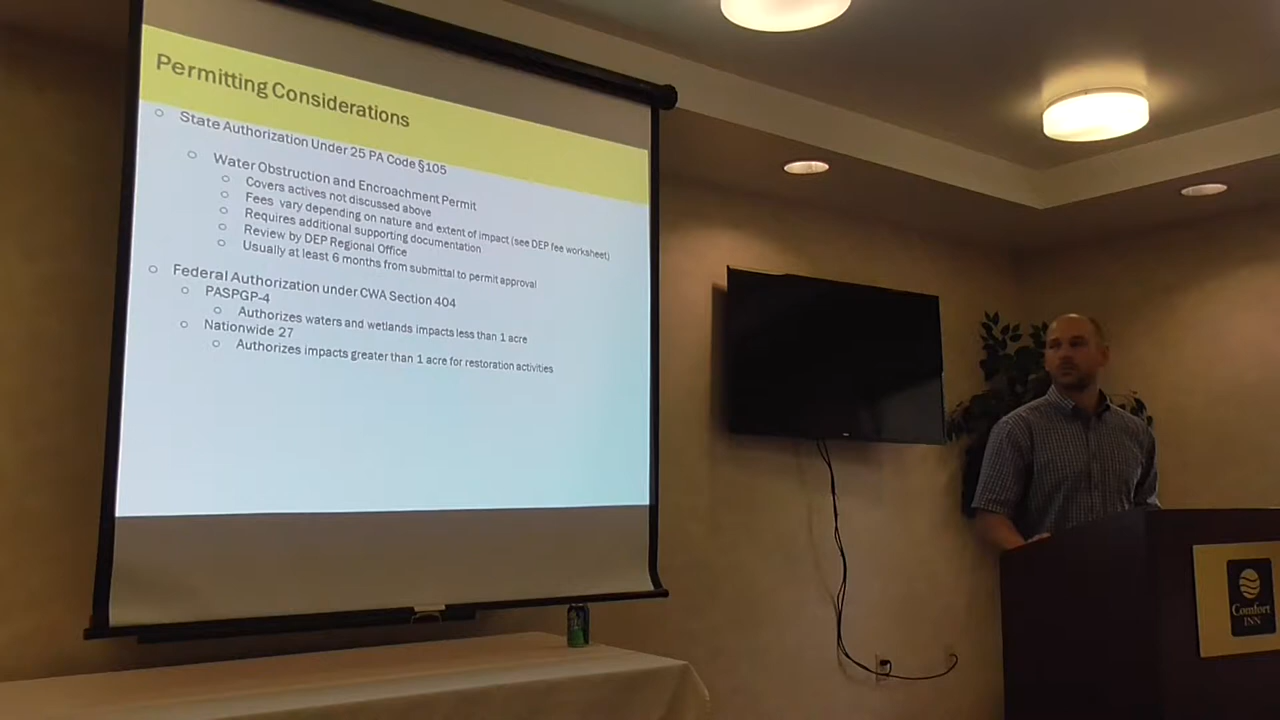 Permitting Considerations
State Authorization Under 25 PA Code §105
Water Obstruction and Encroachment Permit
Covers actives not discussed above
Fees vary depending on nature and extent of impact (see DEP fee worksheet)
Requires additional supporting documentation
Review by DEP Regional Office
Usually at least 6 months from submittal to permit approval
Federal Authorization under CWA Section 404
PASPGP-4
Authorizes waters and wetlands impacts less than 1 acre
Nationwide 27
Authorizes impacts greater than 1 acre for restoration activities
Comfort
INN